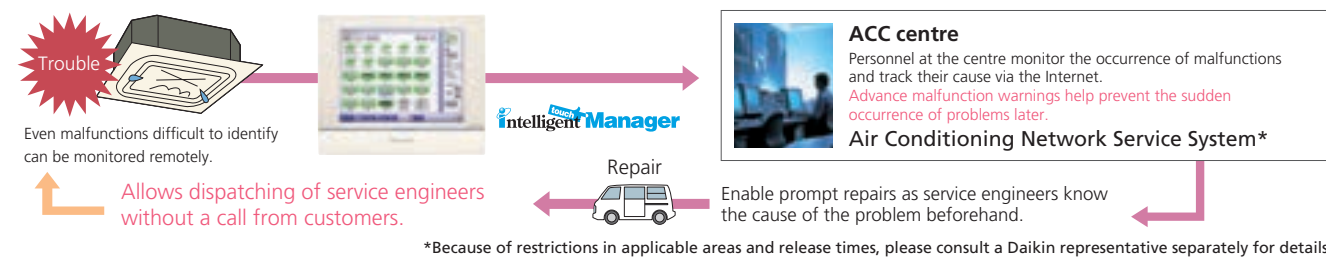 Trouble
Even malfunctions difficult to identify
can be monitored remotely.
intelligent touch Manager
ACC centre
Personnel at the centre monitor the occurrence of malfunctions
and track their cause via the Internet.
Advance malfunction warnings help prevent the sudden
occurrence of problems later.
Air Conditioning Network Service System*
Repair
Enable prompt repairs as service engineers know
the cause of the problem beforehand.
Allows dispatching of service engineers
without a call from customers.
*Because of restrictions in applicable areas and release times, please consult a Daikin representative separately for details